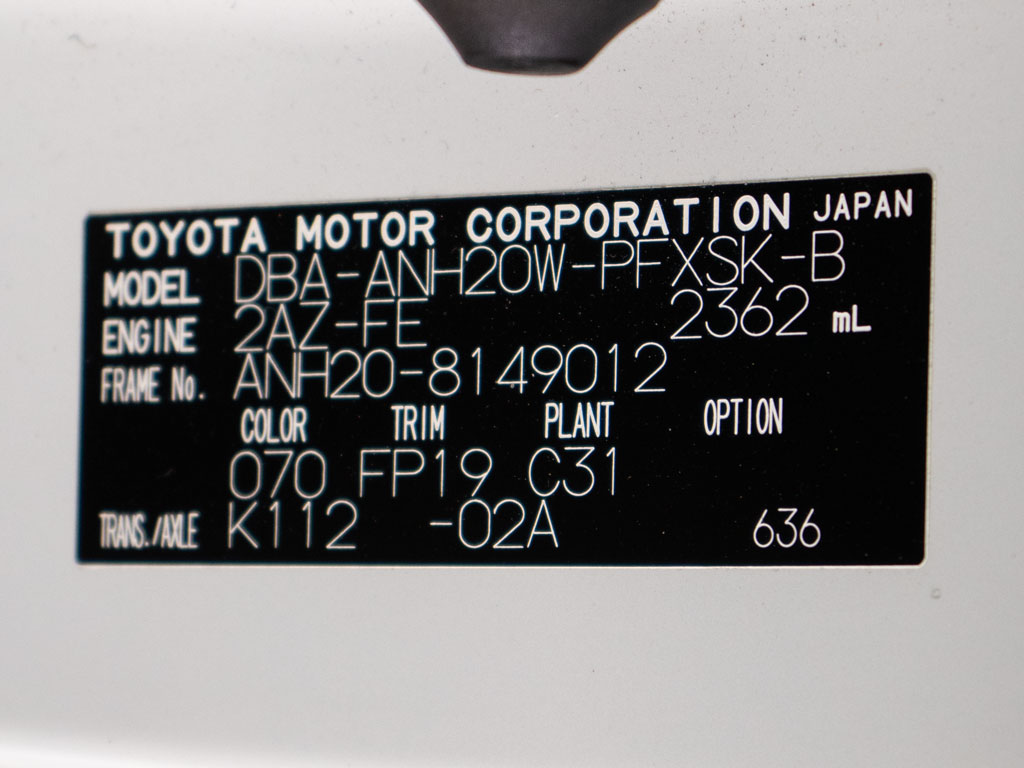 TOYOTA MOTOR CORPORATION JAPAN
MODEL DBA-ANH20W-PFXSK-B
ENGINE 2AZ-FE 2362 mL
FRAME No. ANH20-8149012
COLOR TRIM PLANT OPTION
070 FP19 C31
TRANS./AXLE K112 -02A 636